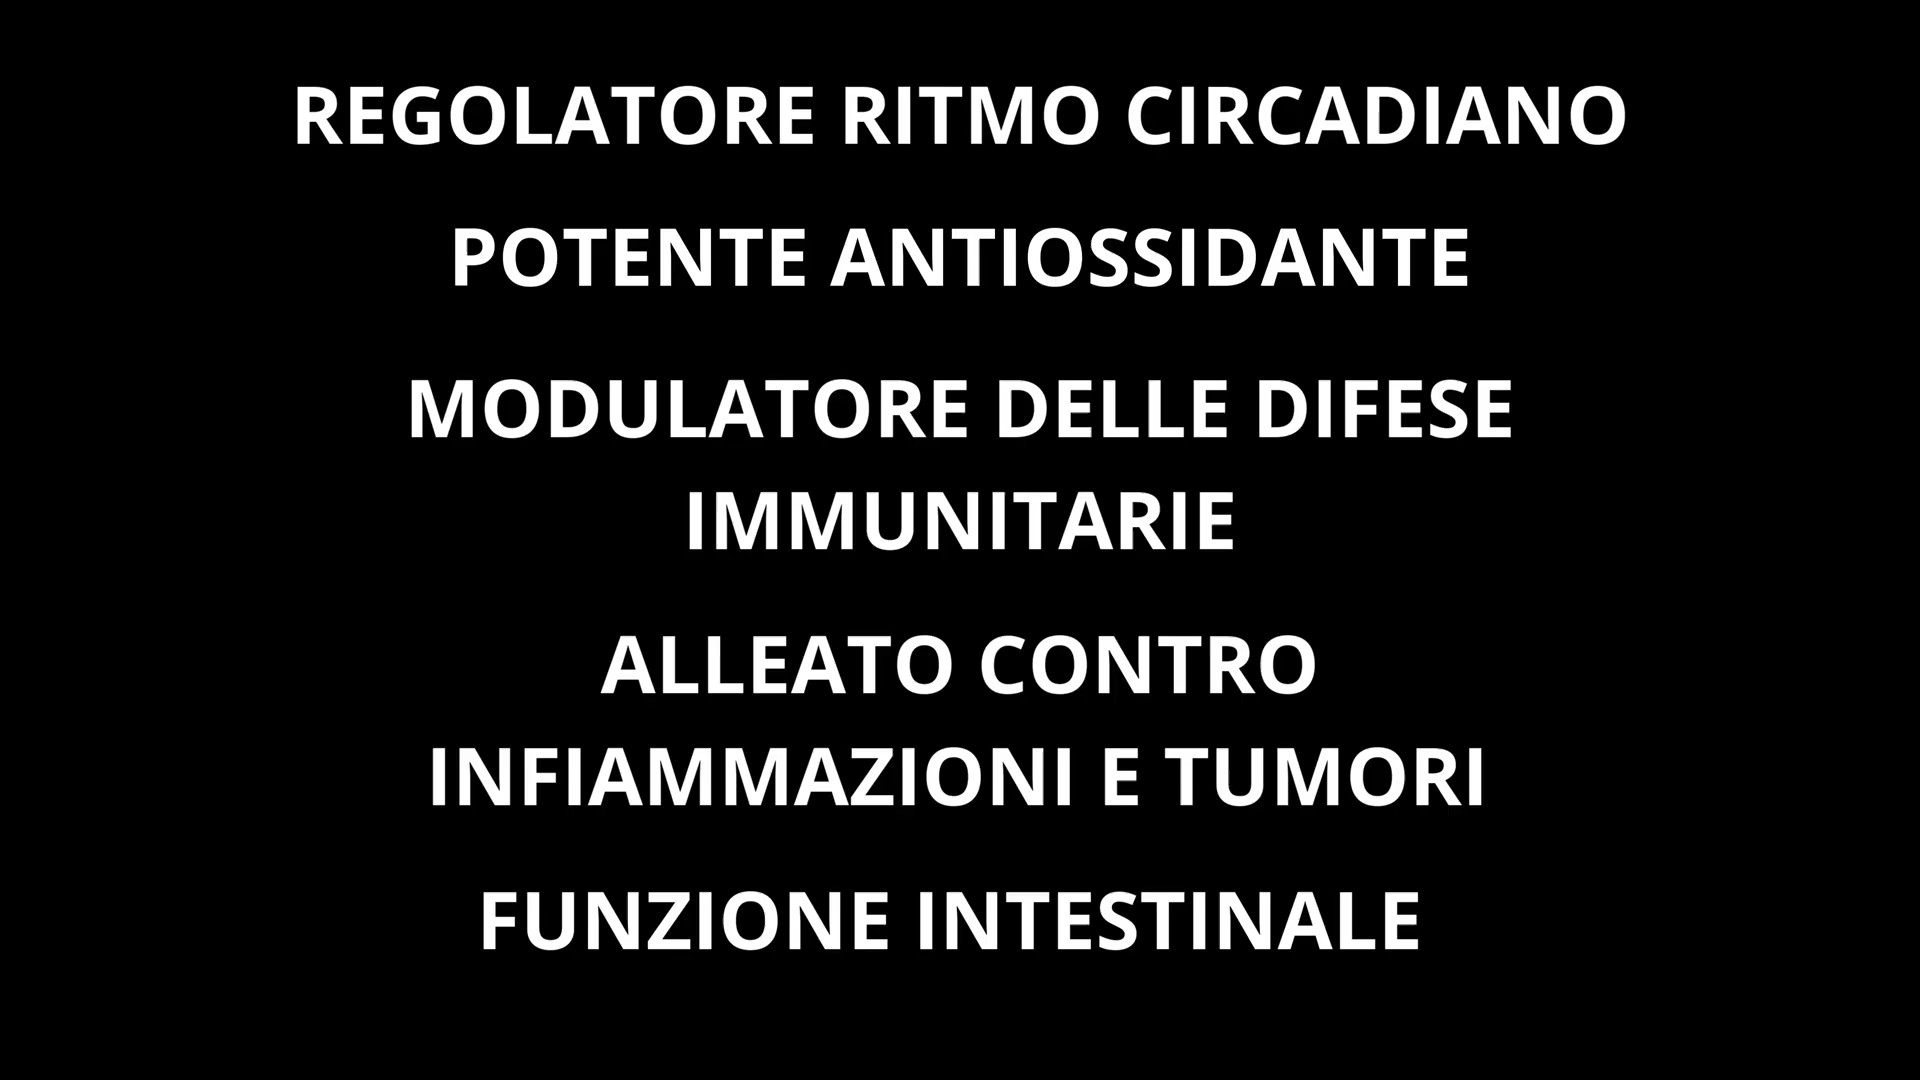 REGOLATORE RITMO CIRCADIANO
POTENTE ANTIOSSIDANTE
MODULATORE DELLE DIFESE
IMMUNITARIE
ALLEATO CONTRO
INFIAMMAZIONI E TUMORI
FUNZIONE INTESTINALE